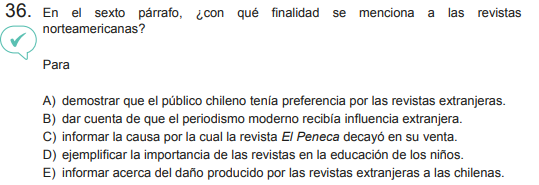 36. En el sexto párrafo, ¿con qué finalidad se menciona a las revistas
norteamericanas?
Para
A) demostrar que el público chileno tenía preferencia por las revistas extranjeras.
B) dar cuenta de que el periodismo moderno recibía influencia extranjera.
C) informar la causa por la cual la revista El Peneca decayó en su venta.
D) ejemplificar la importancia de las revistas en la educación de los niños.
E) informar acerca del daño producido por las revistas extranjeras a las chilenas.